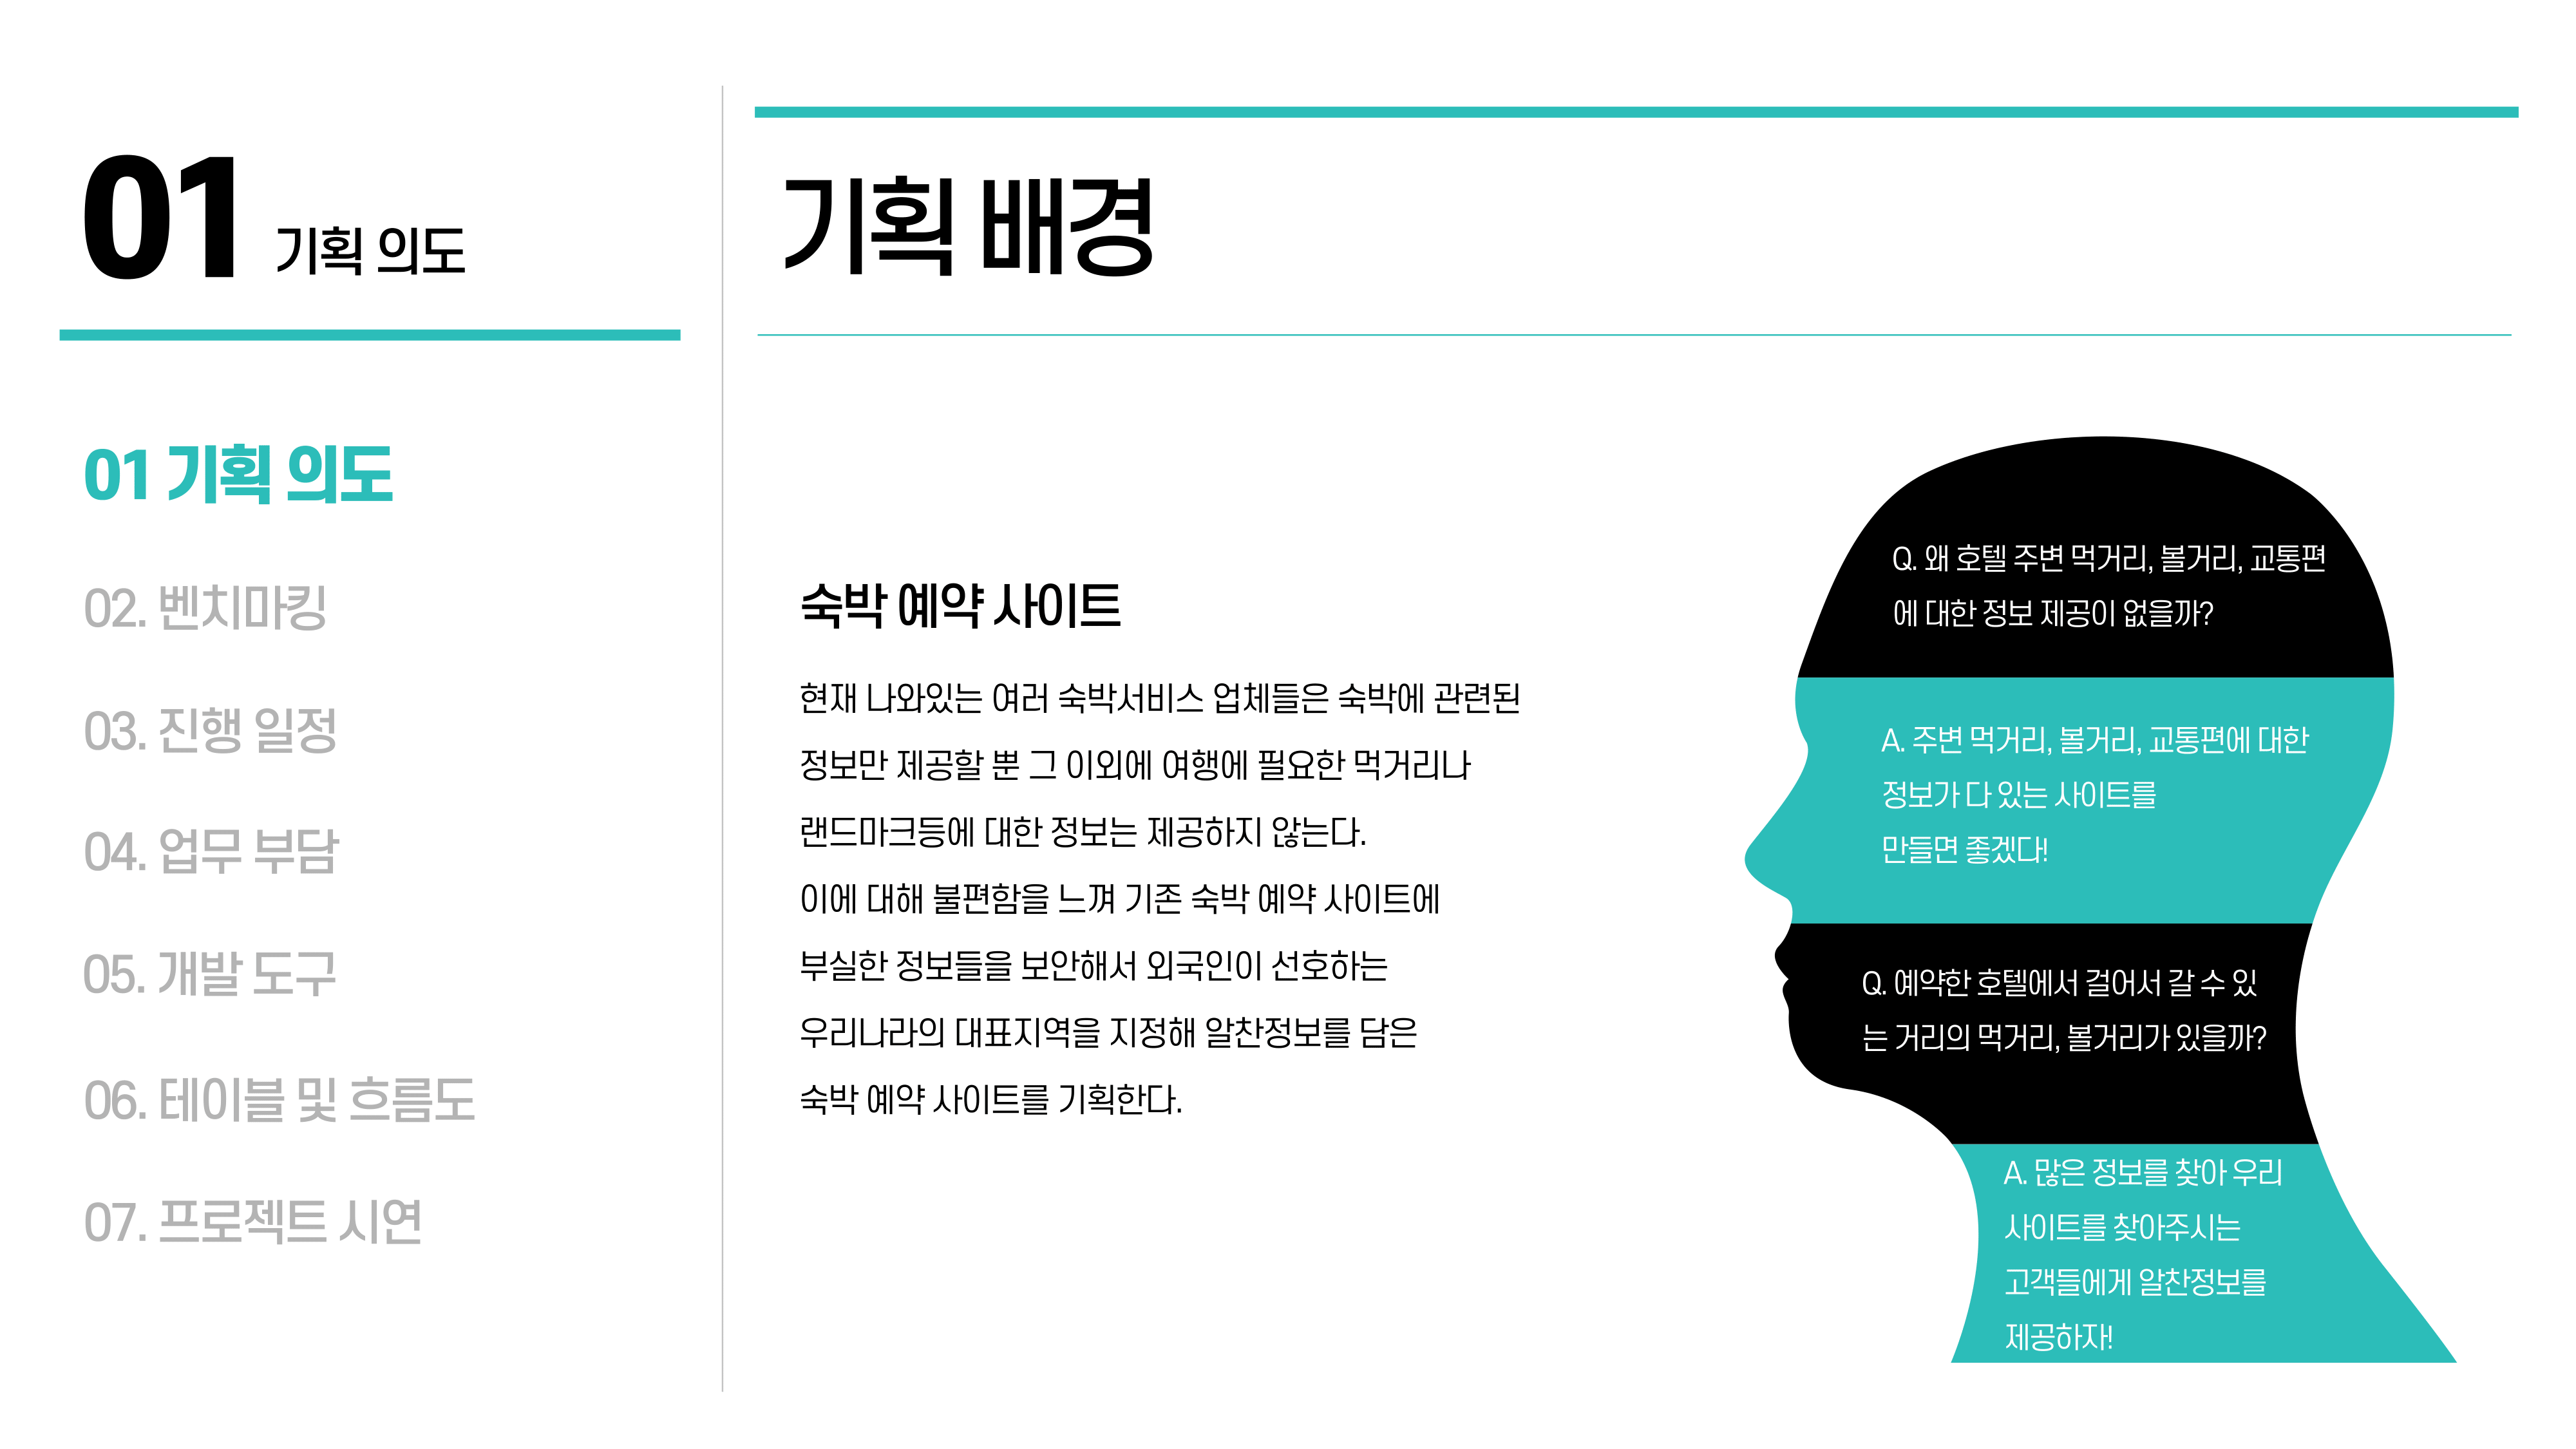 01 기획 의도
01 기획 의도
02. 벤치마킹
03. 진행 일정
04. 업무 부담
05. 개발 도구
06. 테이블 및 흐름도
07. 프로젝트 시연
기획 배경
숙박 예약 사이트
현재 나와있는 여러 숙박서비스 업체들은 숙박에 관련된
정보만 제공할 뿐 그 이외에 여행에 필요한 먹거리나
랜드마크등에 대한 정보는 제공하지 않는다.
이에 대해 불편함을 느껴 기존 숙박 예약 사이트에
부실한 정보들을 보안해서 외국인이 선호하는
우리나라의 대표지역을 지정해 알찬정보를 담은
숙박 예약 사이트를 기획한다.
Q. 왜 호텔 주변 먹거리, 볼거리, 교통편
에 대한 정보 제공이 없을까?
A. 주변 먹거리, 볼거리, 교통편에 대한
정보가 다 있는 사이트를
만들면 좋겠다!
Q. 예약한 호텔에서 걸어서 갈 수 있
는 거리의 먹거리, 볼거리가 있을까?
A. 많은 정보를 찾아 우리
사이트를 찾아주시는
고객들에게 알찬정보를
제공하자!